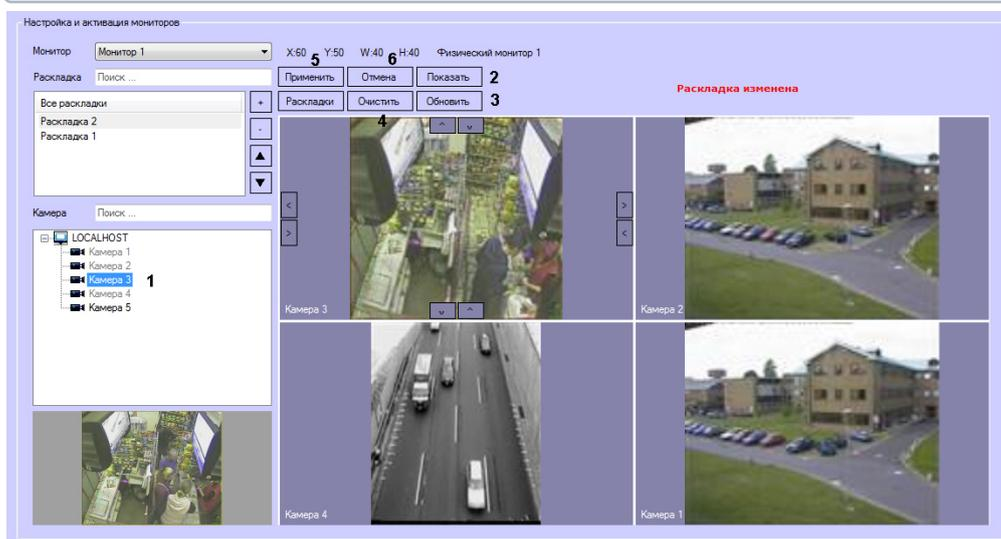 Настройка и активация мониторов
Монитор Монитор 1 X:60 Y:50 W:40 H:40 Физический монитор 1
5 6
Раскладка Поиск ... Применить Отмена Показать 2
Раскладка изменена
Все раскладки + Раскладки Очистить Обновить 3
Раскладка 2 4
Раскладка 1 -
Камера Поиск ...
LOCALHOST
Камера 1
Камера 2
Камера 3 1
Камера 4
Камера 5
Камера 3 Камера 2
Камера 4 Камера 1